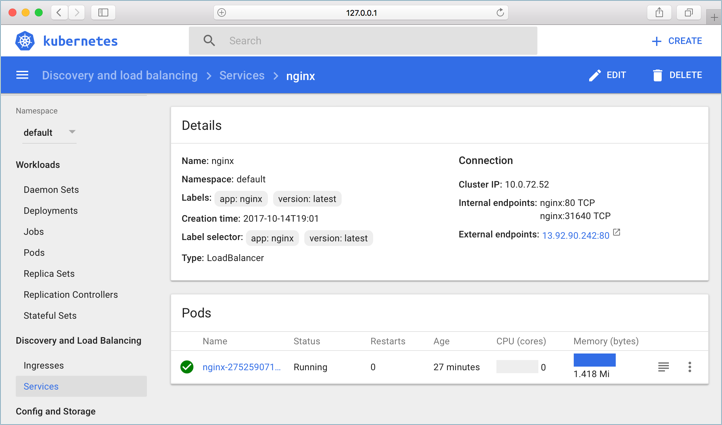 127.0.0.1
kubernetes
Search
+ CREATE
Discovery and load balancing > Services > nginx
EDIT
DELETE
Namespace
default
Workloads
Daemon Sets
Deployments
Jobs
Pods
Replica Sets
Replication Controllers
Stateful Sets
Discovery and Load Balancing
Ingresses
Services
Config and Storage
Details
Name: nginx
Namespace: default
Labels: app: nginx version: latest
Creation time: 2017-10-14T19:01
Label selector: app: nginx version: latest
Type: LoadBalancer
Connection
Cluster IP: 10.0.72.52
Internal endpoints: nginx:80 TCP
nginx:31640 TCP
External endpoints: 13.92.90.242:80
Pods
Name Status Restarts Age CPU (cores) Memory (bytes)
nginx-275259071... Running 0 27 minutes 0 1.418 Mi